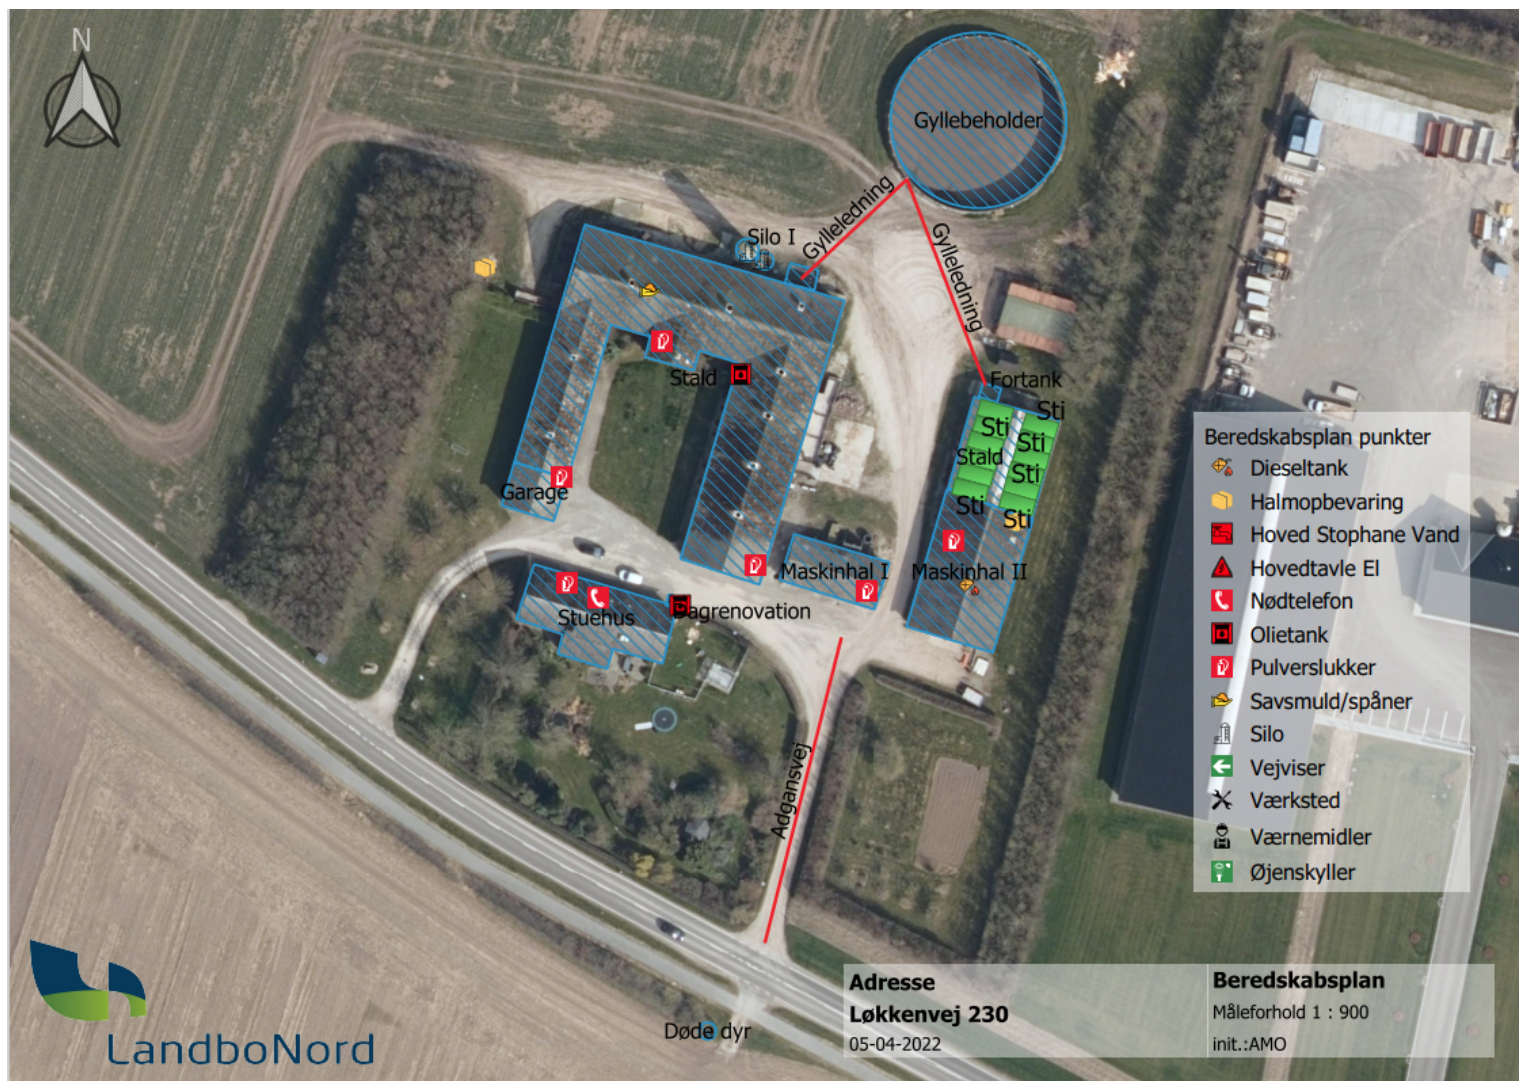 N
Gyllebeholder
Gylleledning
Silo I
Gylleledning
Fortank
Stald
Sti
Sti
Sti
Stald
Sti
Sti
Garage
Sti
Maskinhal I
Maskinhal II
Stuehus
Dagrenovation
Adgansvej
Døde dyr
Beredskabsplan punkter
Dieseltank
Halmopbevaring
Hoved Stophane Vand
Hovedtavle El
Nødtelefon
Olietank
Pulverslukker
Savsmuld/spåner
Silo
Vejviser
Værksted
Værnemidler
Øjenskyller
Adresse
Løkkenvej 230
05-04-2022
Beredskabsplan
Måleforhold 1 : 900
init.:AMO
LandboNord